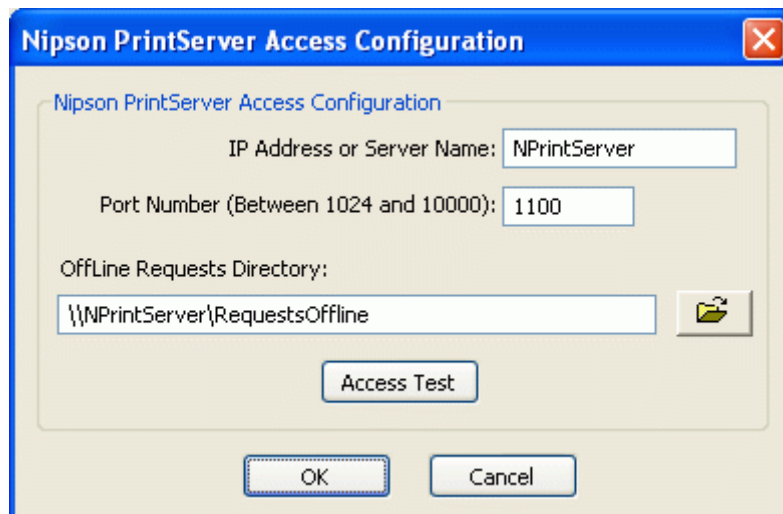 Nipson PrintServer Access Configuration
Nipson PrintServer Access Configuration
IP Address or Server Name: NPrintServer
Port Number (Between 1024 and 10000): 1100
OffLine Requests Directory:
\\NPrintServer\RequestsOffline
Access Test
OK Cancel